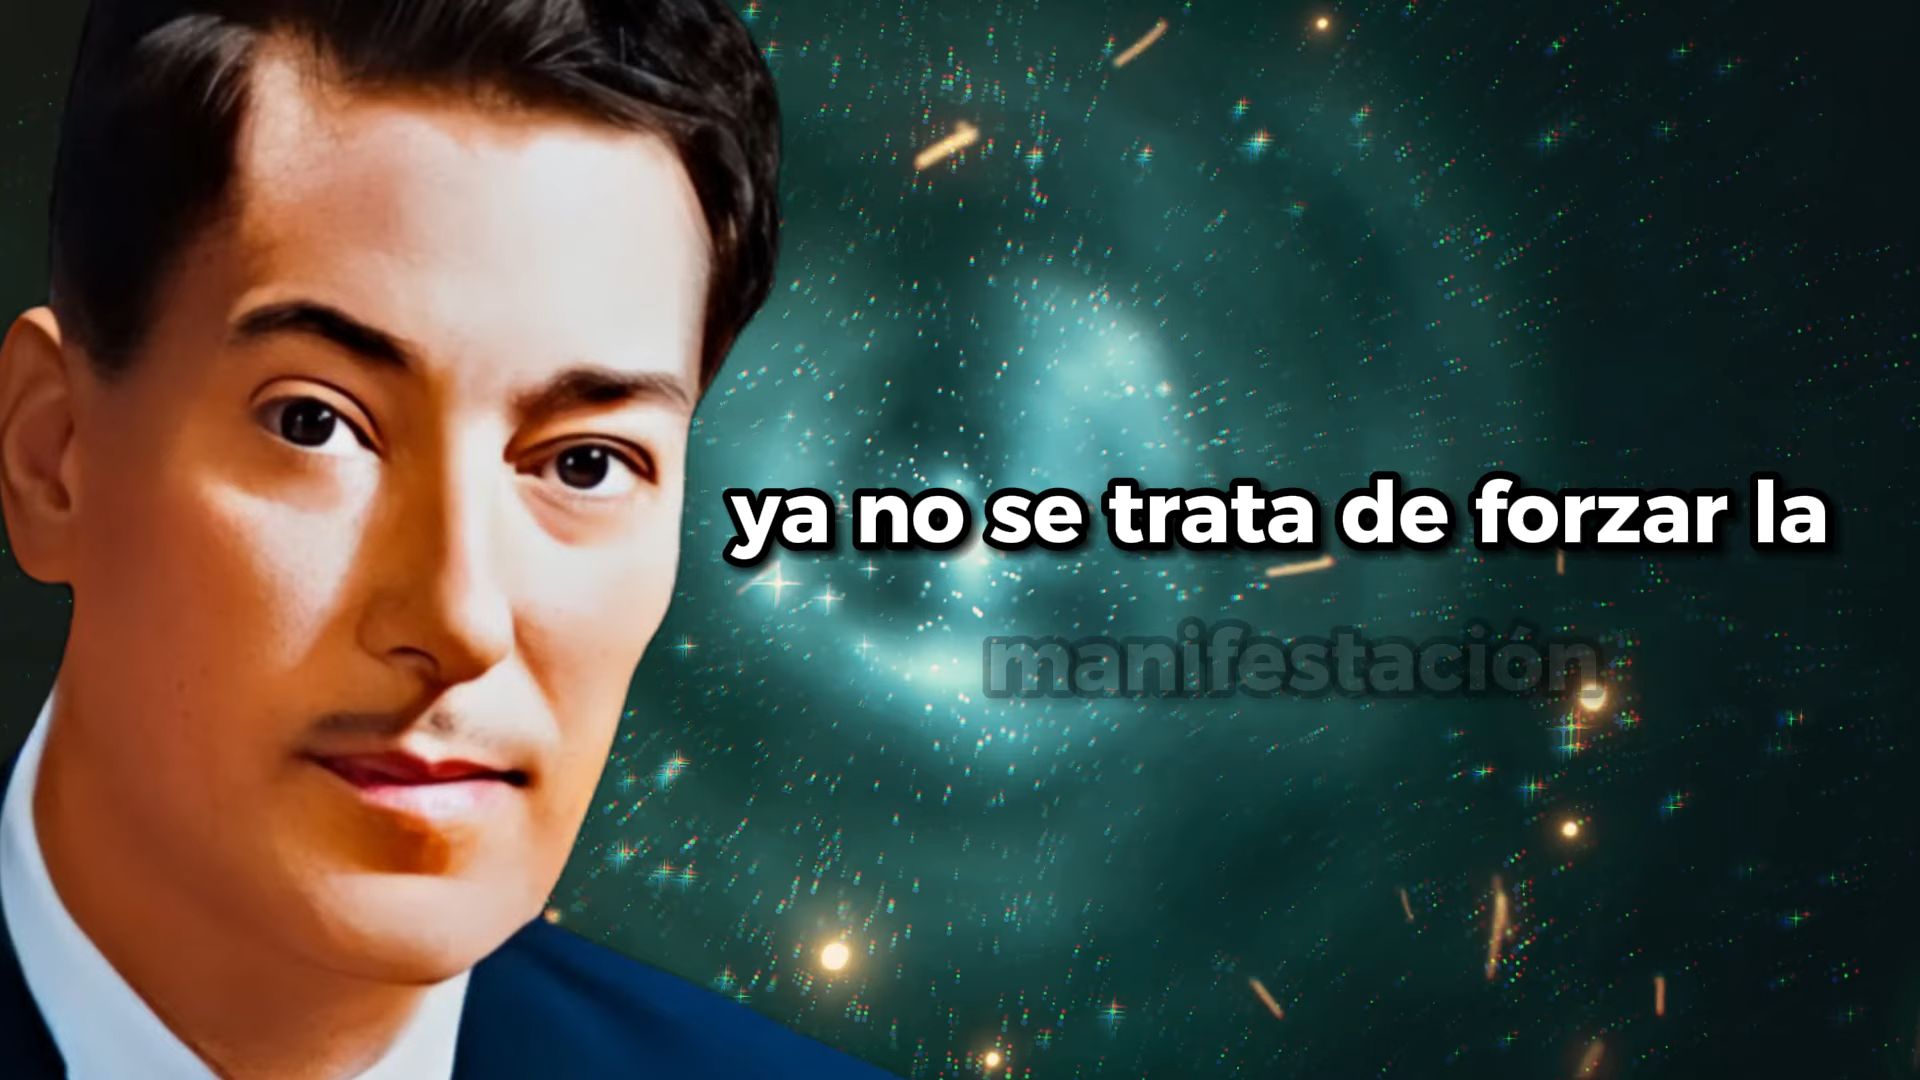 ya no se trata de forzar la
manifestación